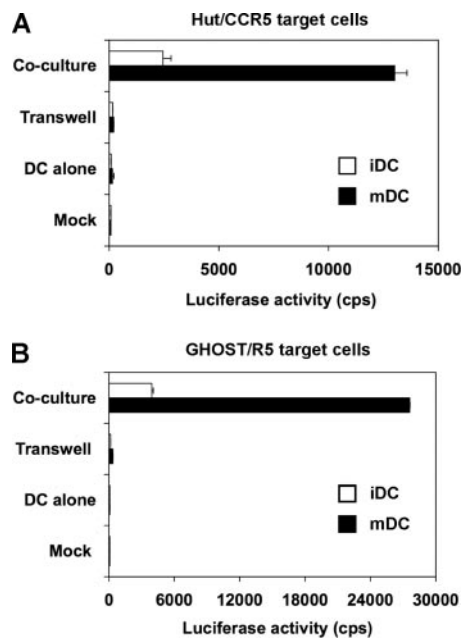 A
Hut/CCR5 target cells
Co-culture
Transwell
DC alone
Mock
iDC
mDC
0 5000 10000 15000
Luciferase activity (cps)
B
GHOST/R5 target cells
Co-culture
Transwell
DC alone
Mock
iDC
mDC
0 6000 12000 18000 24000 30000
Luciferase activity (cps)